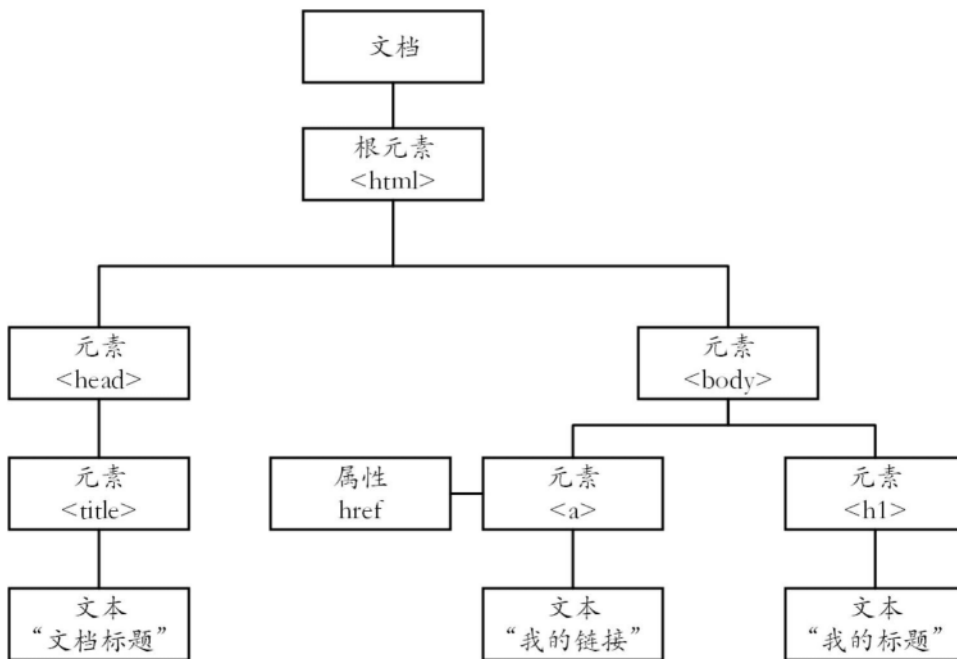 文档
根元素
<html>
元素
<head>
元素
<body>
元素
<title>
属性
href
元素
<a>
元素
<h1>
文本
“文档标题”
文本
“我的链接”
文本
“我的标题”